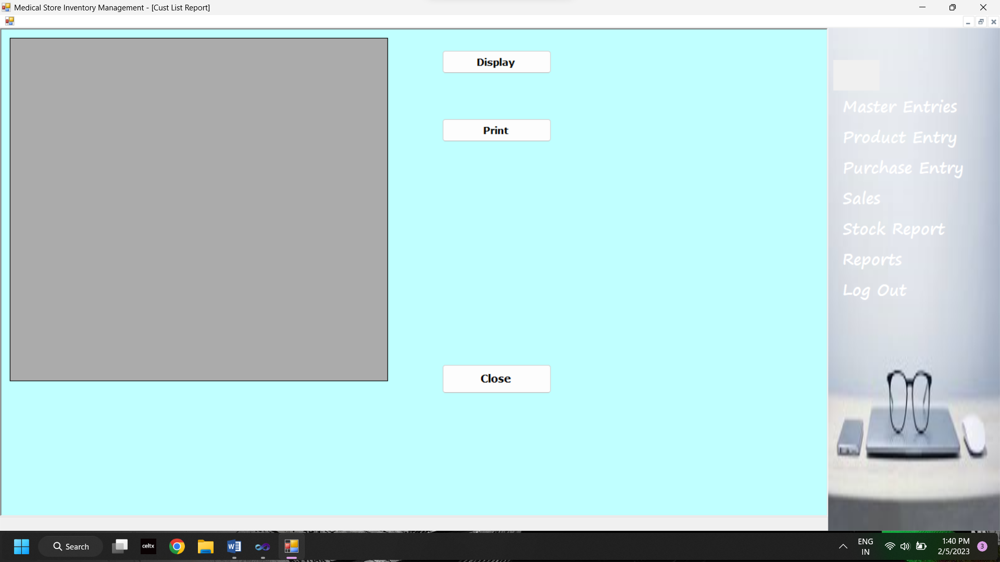 Medical Store Inventory Management - [Cust List Report]
Display
Print
Close
Master Entries
Product Entry
Purchase Entry
Sales
Stock Report
Reports
Log Out
Search
celtx
W
ENG
IN
1:40 PM
2/5/2023
3